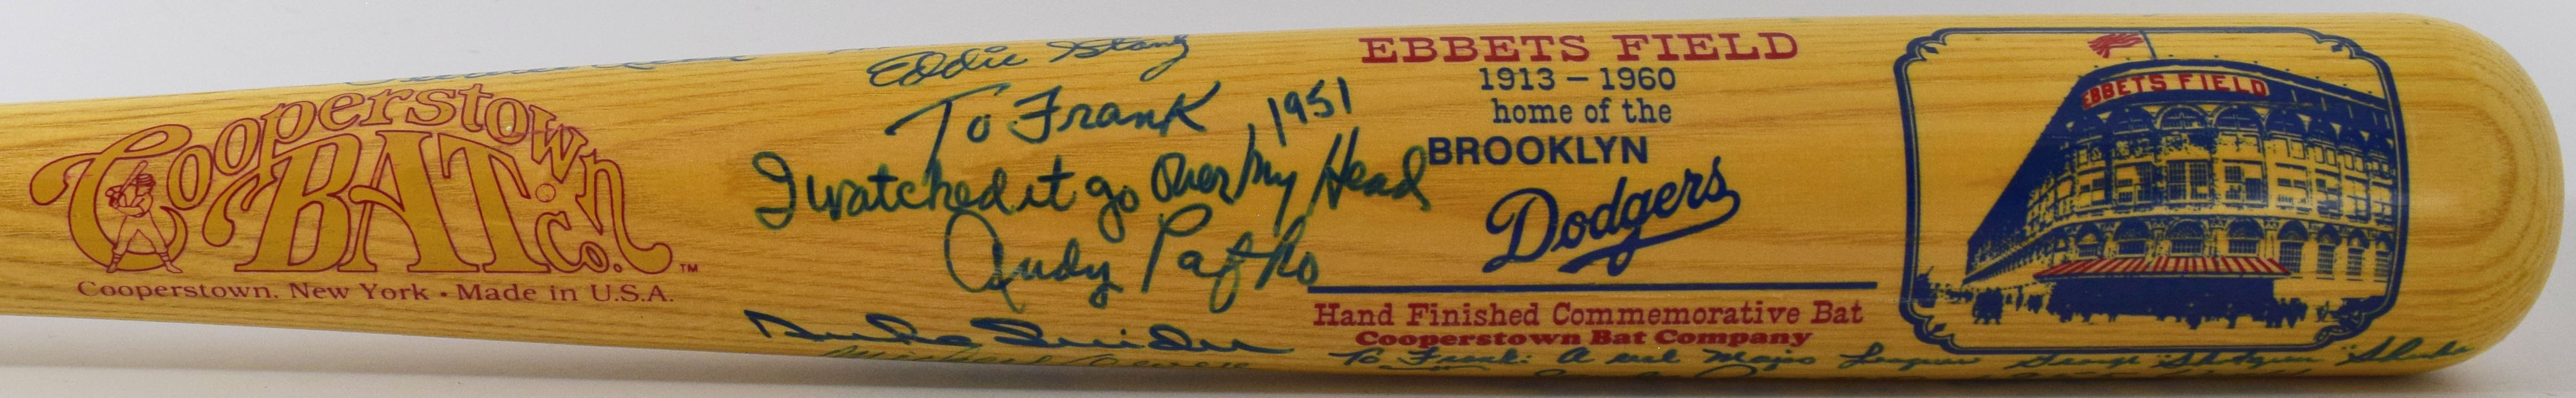 Cooperstown
BAT Co.
™
Cooperstown, New York • Made in U.S.A.
Eddie Stanky
To Frank, 1951
I watched it go Over My Head
Andy Pafko
Duke Snider
EBBETS FIELD
1913 – 1960
home of the
BROOKLYN
Dodgers
Hand Finished Commemorative Bat
Cooperstown Bat Company
To Frank: A real Major Leaguer George "Shotgun" Shuba
EBBETS FIELD